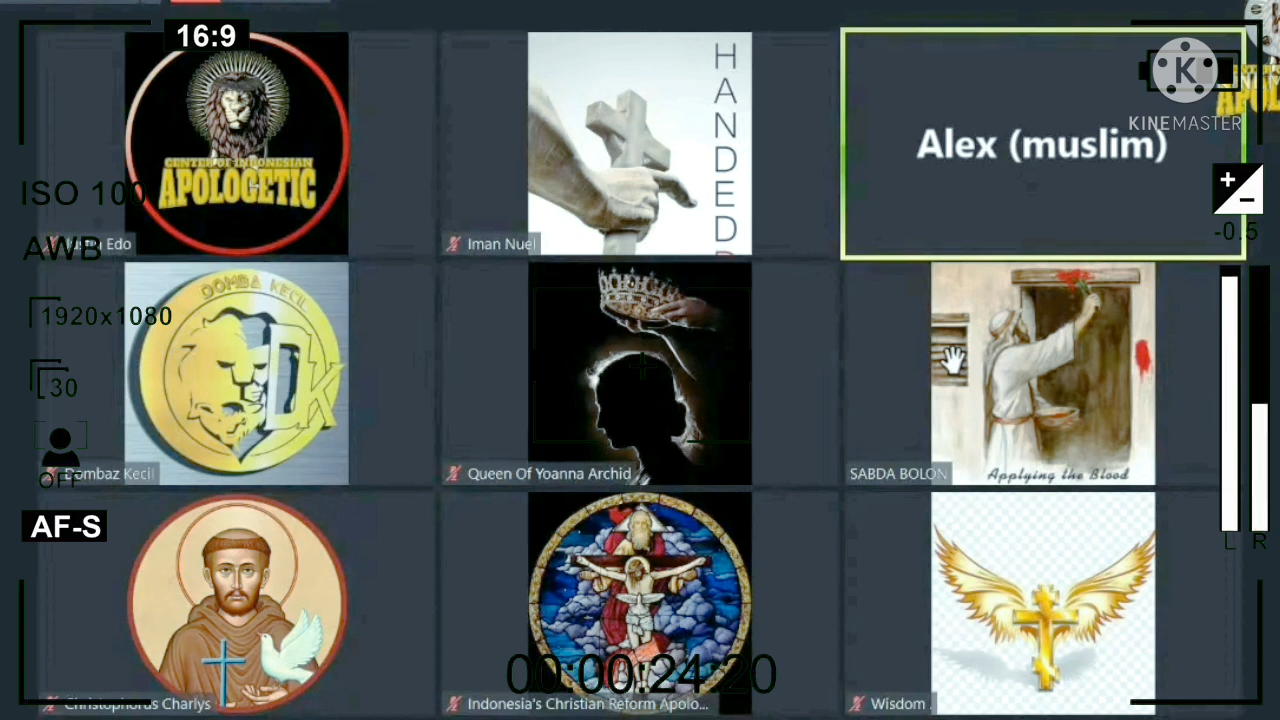 16:9
CENTER OF INDONESIAN
APOLOGETIC
HANDED
Alex (muslim)
K
KINEMASTER
APOL
ISO 100
Edo
Iman Nuel
AWB
-0.5
1920x1080
30
OFF
DOMBA KECIL
DK
Dombaz Kecil
Queen Of Yoanna Archid
SABDA BOLON
Applying the Blood
AF-S
L R
00:00:24:20
Christophorus Charlys
Indonesia's Christian Reform Apolo...
Wisdom